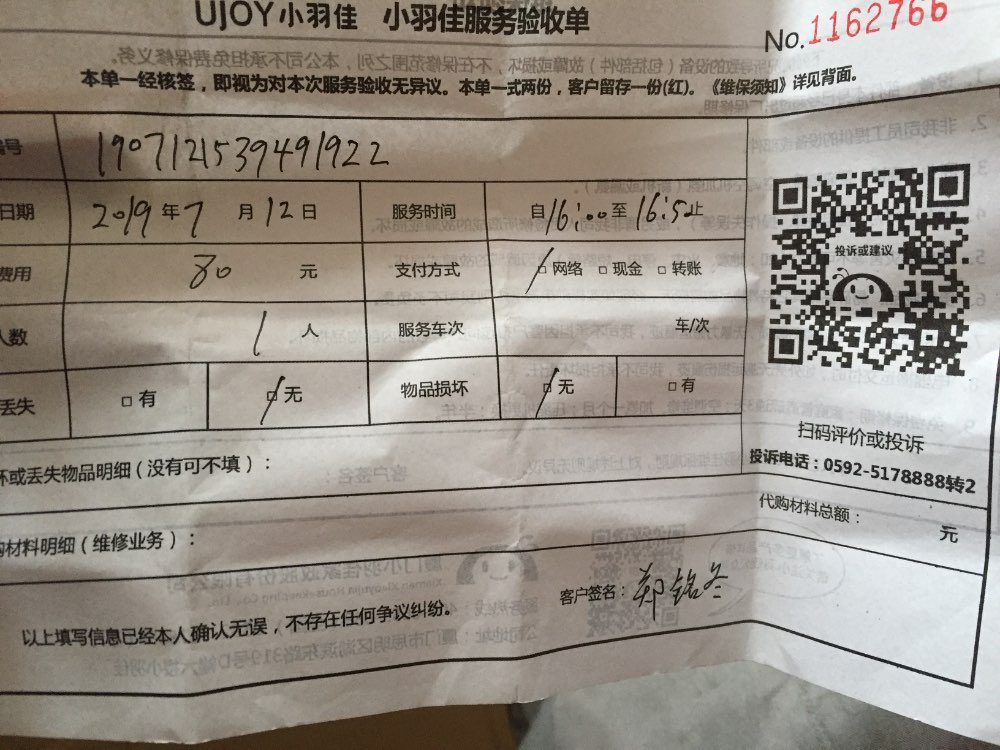 UJOY小羽佳 小羽佳服务验收单
No.1162766
本单一经核签，即视为对本次服务验收无异议。本单一式两份，客户留存一份(红)。《维保须知》详见背面。
号 1907121539491922
日期 2019年7月12日 服务时间 自16:00至16:50止
费用 80元 支付方式 □网络 □现金 □转账
人数 1人 服务车次 车/次
丢失 □有 □无 物品损坏 □无 □有
坏或丢失物品明细(没有可不填)：
购材料明细(维修业务)：
投诉或建议
扫码评价或投诉
投诉电话：0592-5178888转2
代购材料总额： 元
以上填写信息已经本人确认无误，不存在任何争议纠纷。
客户签名：郑铭冬